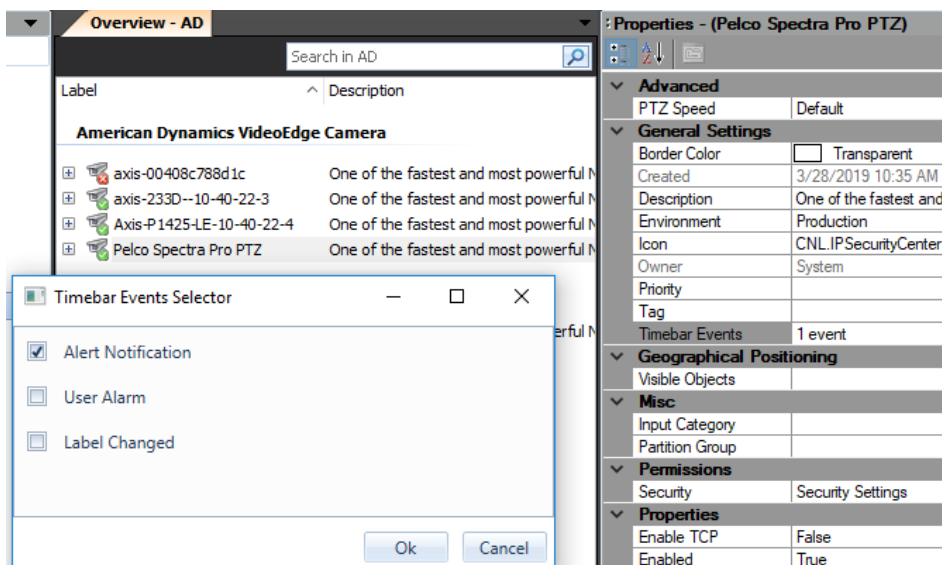 Overview - AD
Search in AD
Label Description
American Dynamics VideoEdge Camera
axis-00408c788d1c One of the fastest and most powerful N
axis-233D--10-40-22-3 One of the fastest and most powerful N
Axis-P1425-LE-10-40-22-4 One of the fastest and most powerful N
Pelco Spectra Pro PTZ One of the fastest and most powerful N
erful N
Timebar Events Selector
Alert Notification
User Alarm
Label Changed
Ok Cancel
Properties - (Pelco Spectra Pro PTZ)
Advanced
PTZ Speed Default
General Settings
Border Color Transparent
Created 3/28/2019 10:35 AM
Description One of the fastest and
Environment Production
Icon CNL.IPSecurityCenter
Owner System
Priority
Tag
Timebar Events 1 event
Geographical Positioning
Visible Objects
Misc
Input Category
Partition Group
Permissions
Security Security Settings
Properties
Enable TCP False
Enabled True